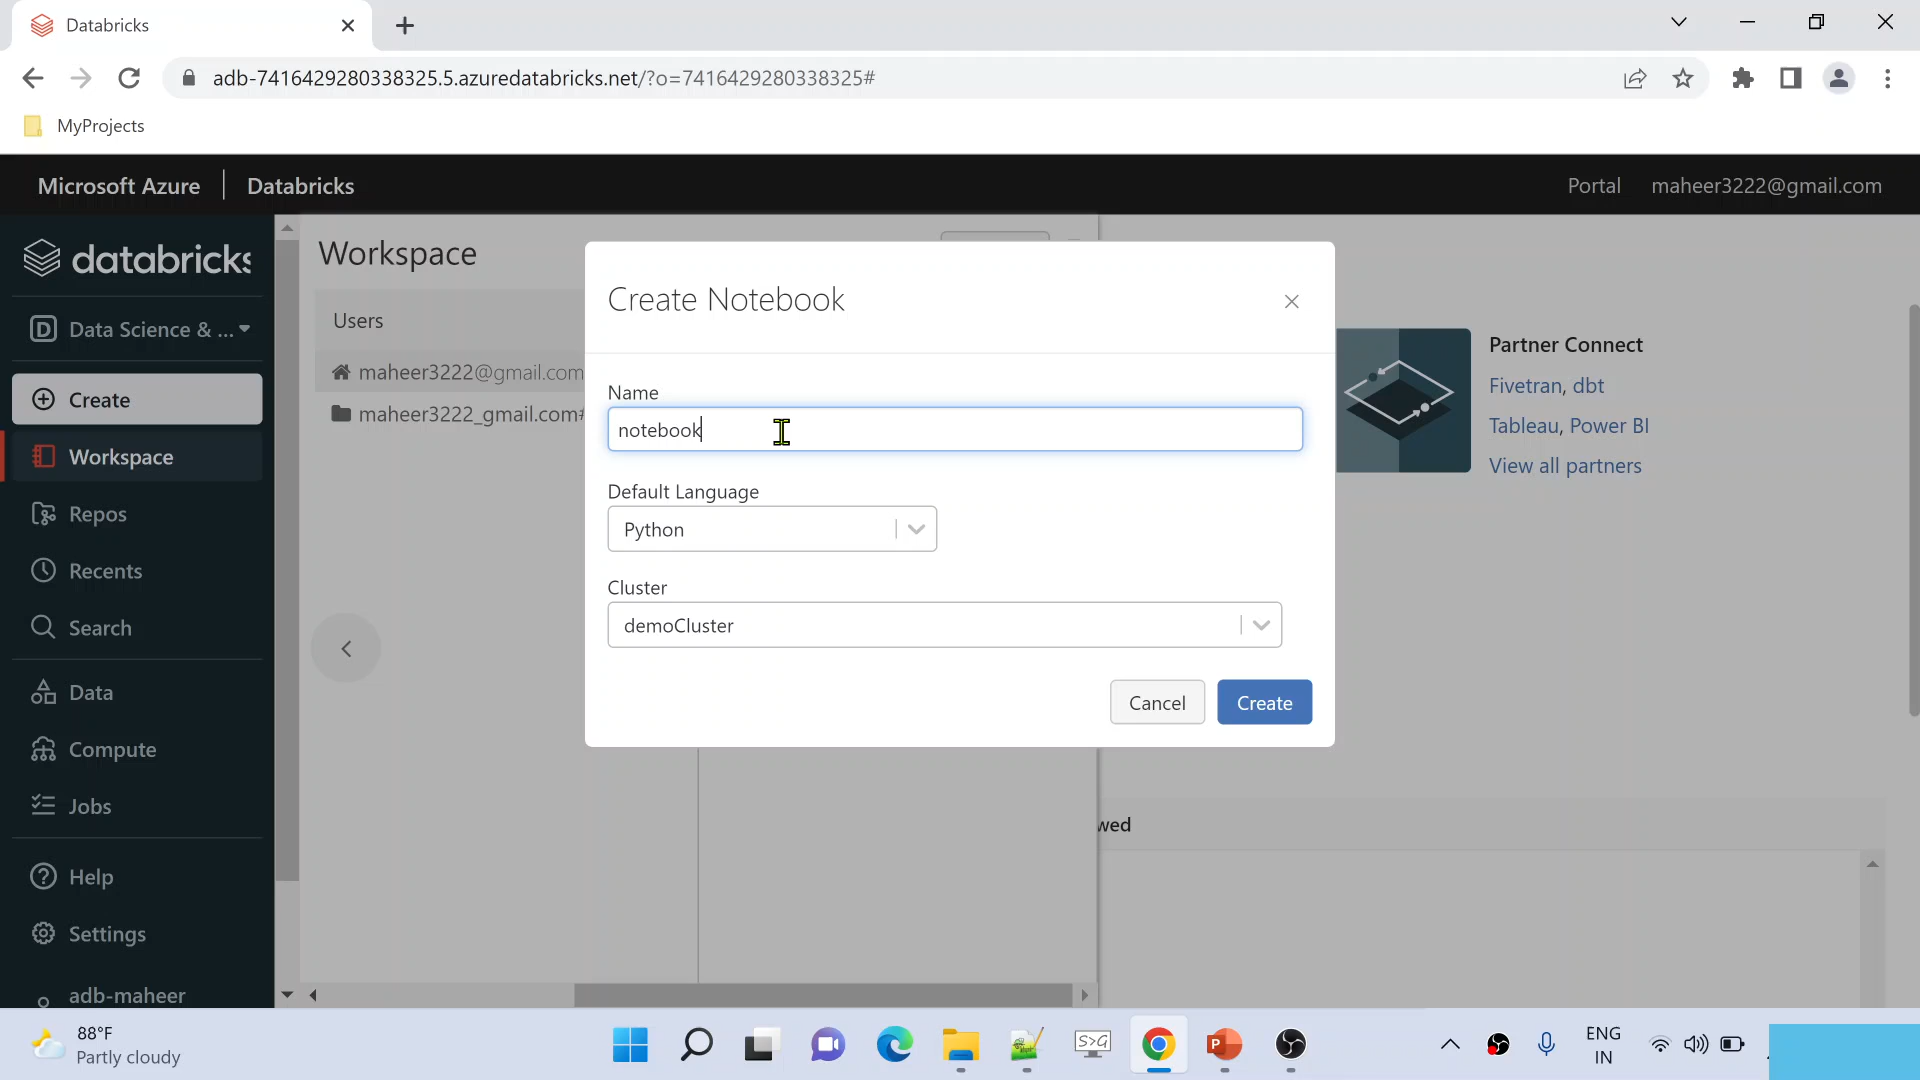 Databricks
adb-7416429280338325.5.azuredatabricks.net/?o=7416429280338325#
MyProjects
Microsoft Azure | Databricks
Portal maheer3222@gmail.com
databricks
Workspace
Users
maheer3222@gmail.com
maheer3222_gmail.com#
Data Science & ...
Create
Workspace
Repos
Recents
Search
Data
Compute
Jobs
Help
Settings
adb-maheer
Create Notebook
Name
notebook
Default Language
Python
Cluster
demoCluster
Cancel
Create
Partner Connect
Fivetran, dbt
Tableau, Power BI
View all partners
wed
88°F
Partly cloudy
S>G
P
ENG
IN